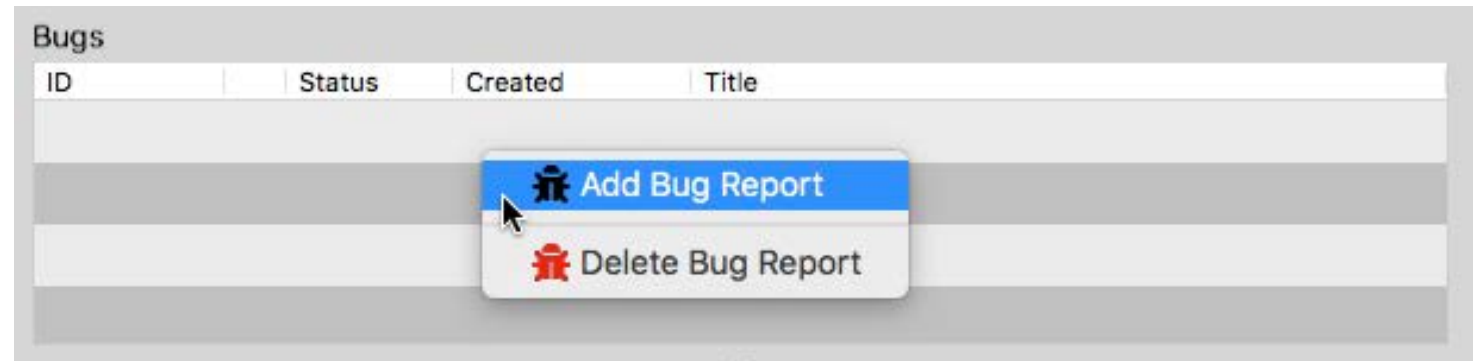 Bugs
ID Status Created Title
Add Bug Report
Delete Bug Report